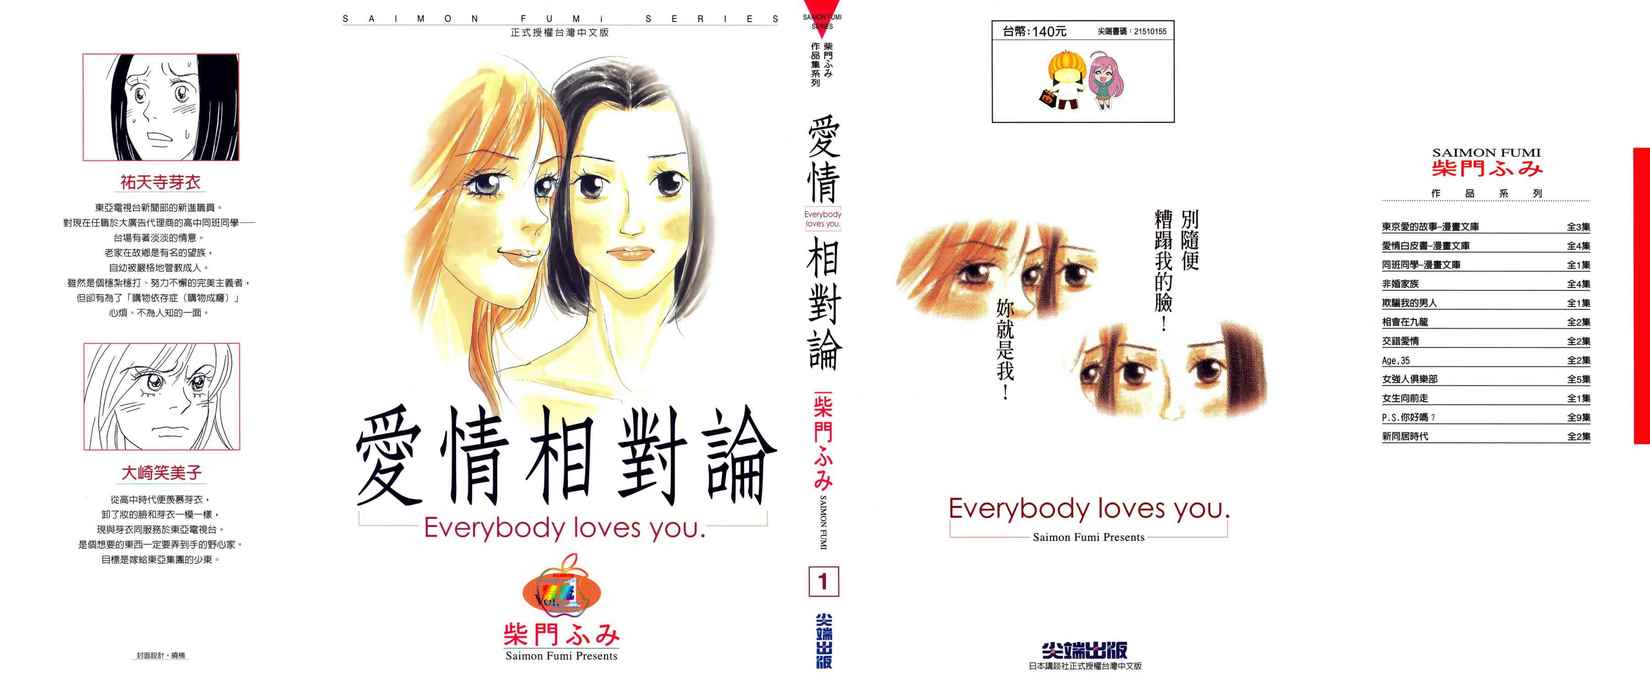 祐天寺芽衣
東亞電視台新聞部的新進職員。
對現在任職於大廣告代理商的高中同班同學——
台場有著淡淡的情意。
老家在故鄉是有名的望族，
自幼被嚴格地管教成人。
雖然是個穩紮穩打、努力不懈的完美主義者，
但卻有為了「購物依存症（購物成癮）」
心煩、不為人知的一面。
大崎笑美子
從高中時代便羨慕芽衣，
卸了妝的臉和芽衣一模一樣，
現與芽衣同服務於東亞電視台。
是個想要的東西一定要弄到手的野心家。
目標是嫁給東亞集團的少東。
封面設計・曉楠
SAIMON FUMi SERIES
正式授權台灣中文版
愛情相對論
Everybody loves you.
Vol.1
柴門ふみ
Saimon Fumi Presents
SAIMON FUMI
SERIES
柴門ふみ
作品集系列
愛情
Everybody
loves you.
相對論
柴門ふみ
SAIMON FUMI
1
尖端出版
台幣：140元
尖端書碼：21510155
別隨便
糟蹋我的臉！
妳就是我！
Everybody loves you.
Saimon Fumi Presents
尖端出版
日本講談社正式授權台灣中文版
SAIMON FUMI
柴門ふみ
作品系列
東京愛的故事-漫畫文庫 全3集
愛情白皮書-漫畫文庫 全4集
同班同學-漫畫文庫 全1集
非婚家族 全4集
欺騙我的男人 全1集
相會在九龍 全2集
交錯愛情 全2集
Age,35 全2集
女強人俱樂部 全5集
女生向前走 全1集
P.S.你好嗎？ 全9集
新同居時代 全2集